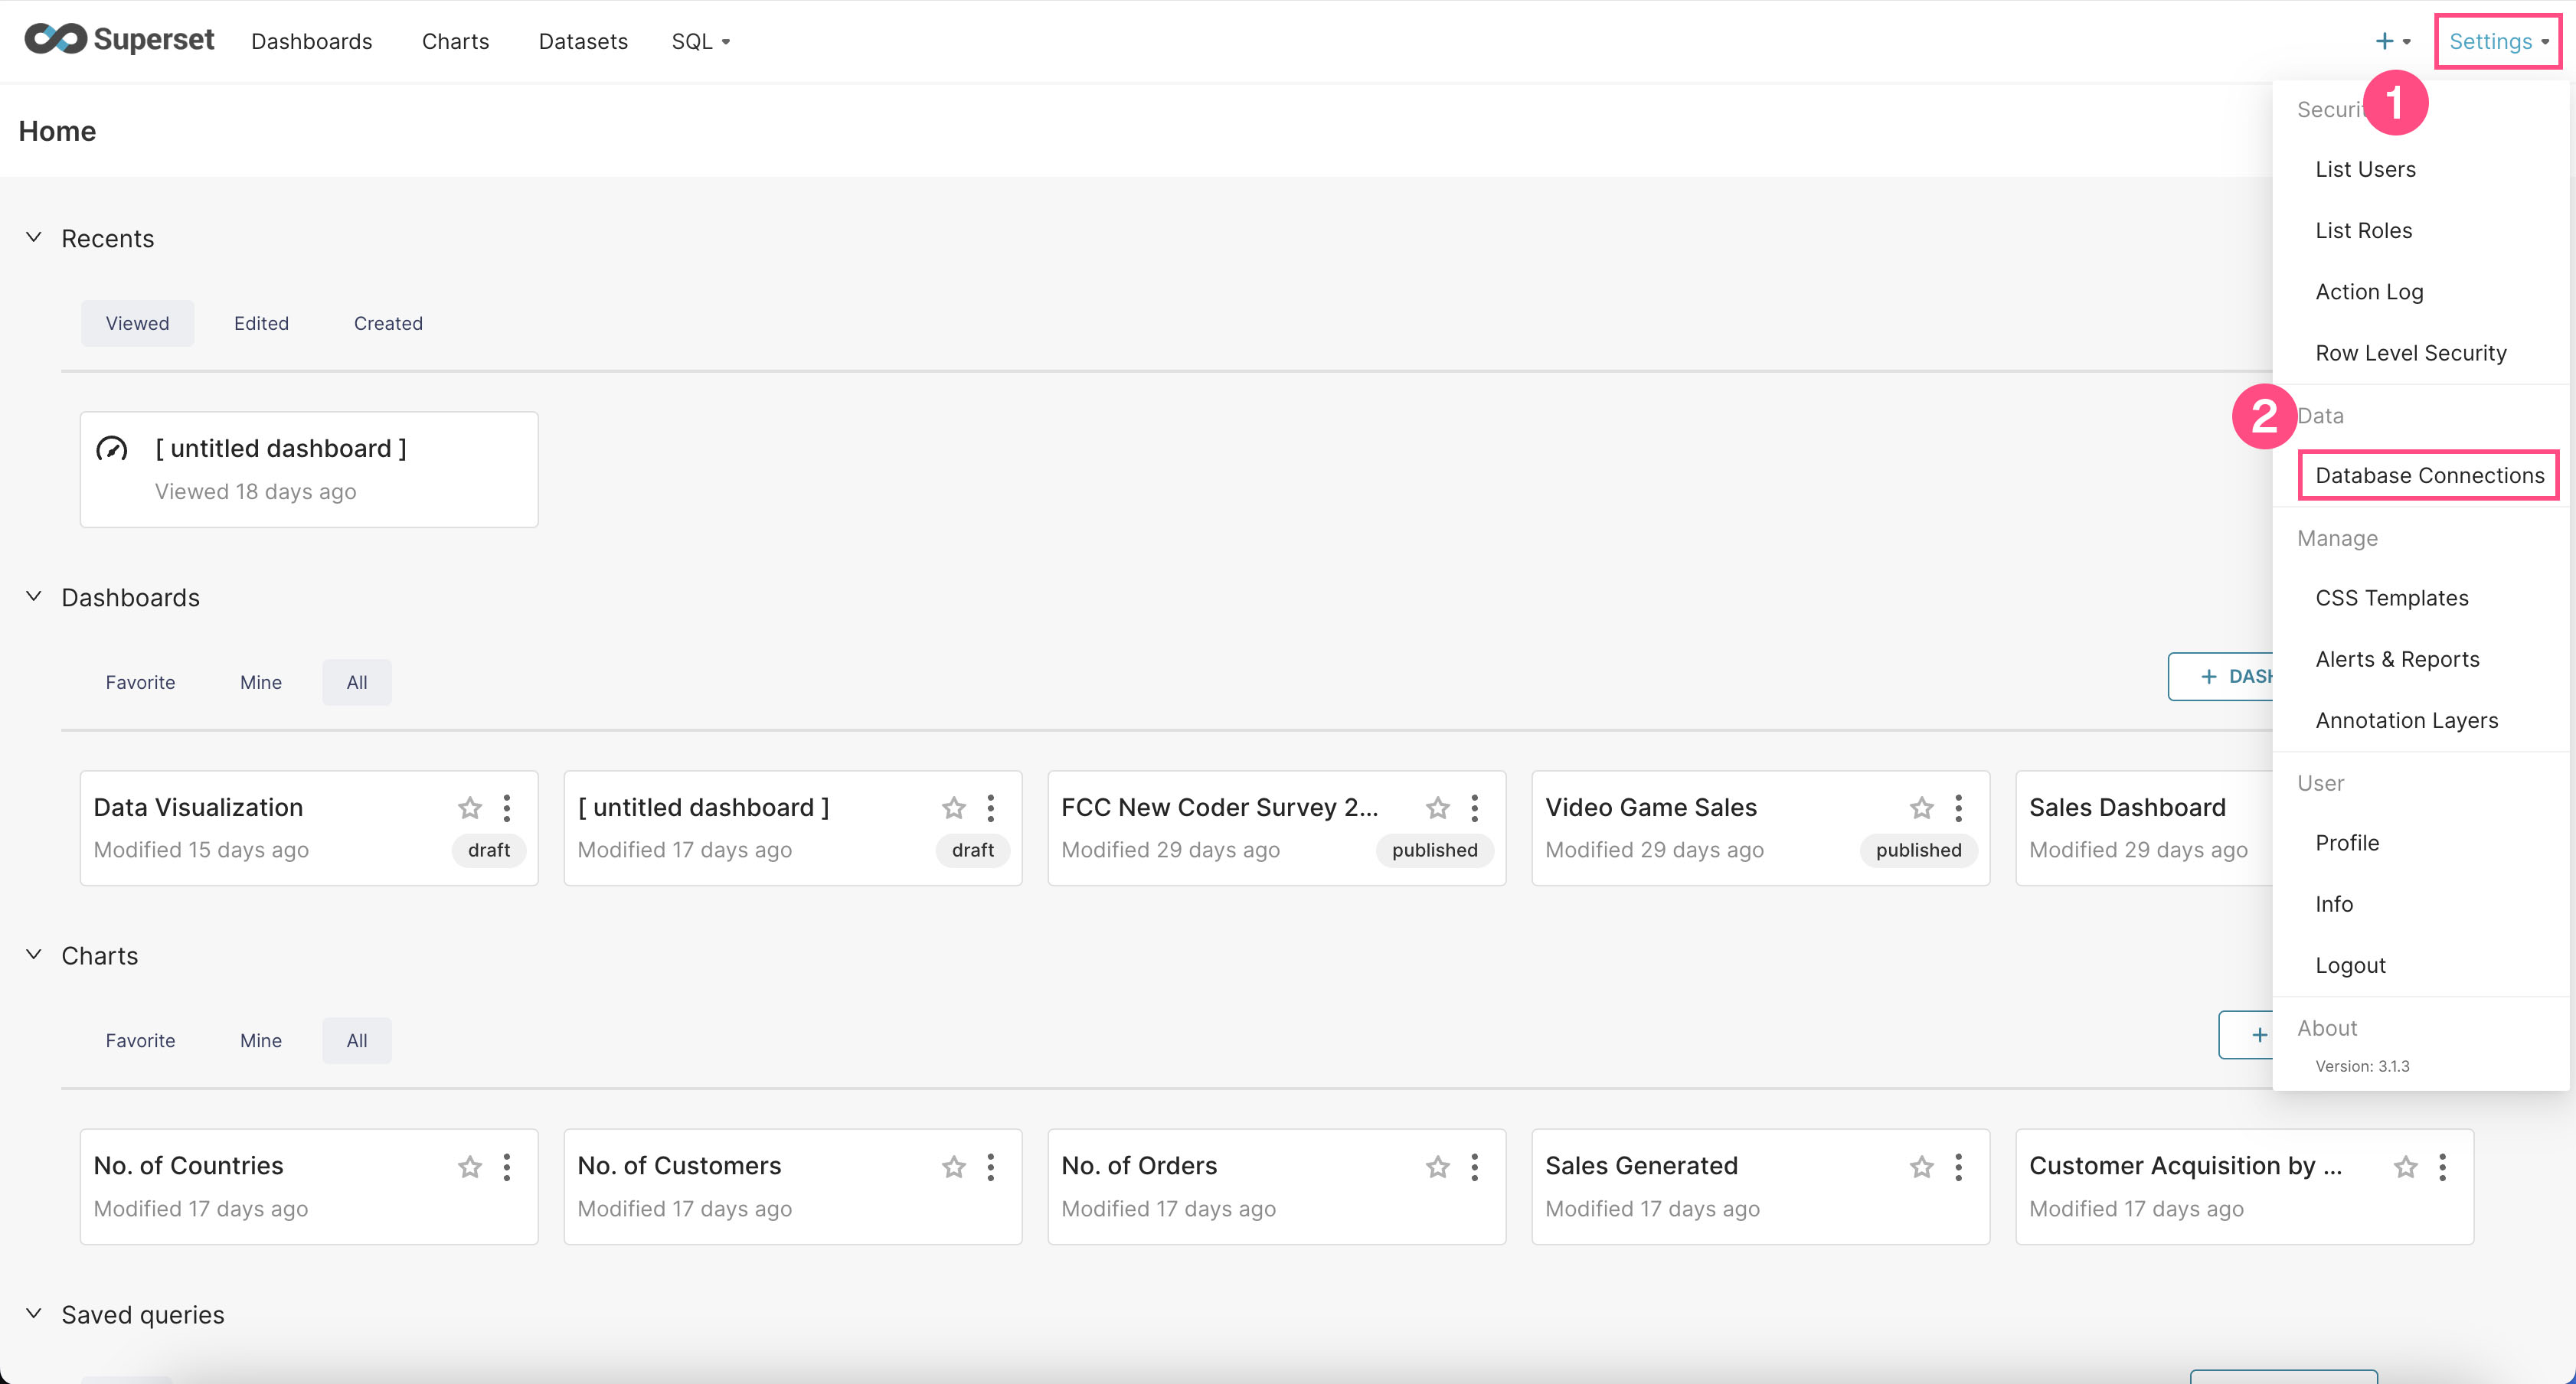 Superset Dashboards Charts Datasets SQL + Settings
Home
1
Securit
List Users
List Roles
Action Log
Row Level Security
2
Data
Database Connections
Manage
CSS Templates
Alerts & Reports
Annotation Layers
User
Profile
Info
Logout
About
Version: 3.1.3
Recents
Viewed Edited Created
[ untitled dashboard ]
Viewed 18 days ago
Dashboards
Favorite Mine All + DASH
Data Visualization
Modified 15 days ago draft
[ untitled dashboard ]
Modified 17 days ago draft
FCC New Coder Survey 2...
Modified 29 days ago published
Video Game Sales
Modified 29 days ago published
Sales Dashboard
Modified 29 days ago
Charts
Favorite Mine All +
No. of Countries
Modified 17 days ago
No. of Customers
Modified 17 days ago
No. of Orders
Modified 17 days ago
Sales Generated
Modified 17 days ago
Customer Acquisition by ...
Modified 17 days ago
Saved queries